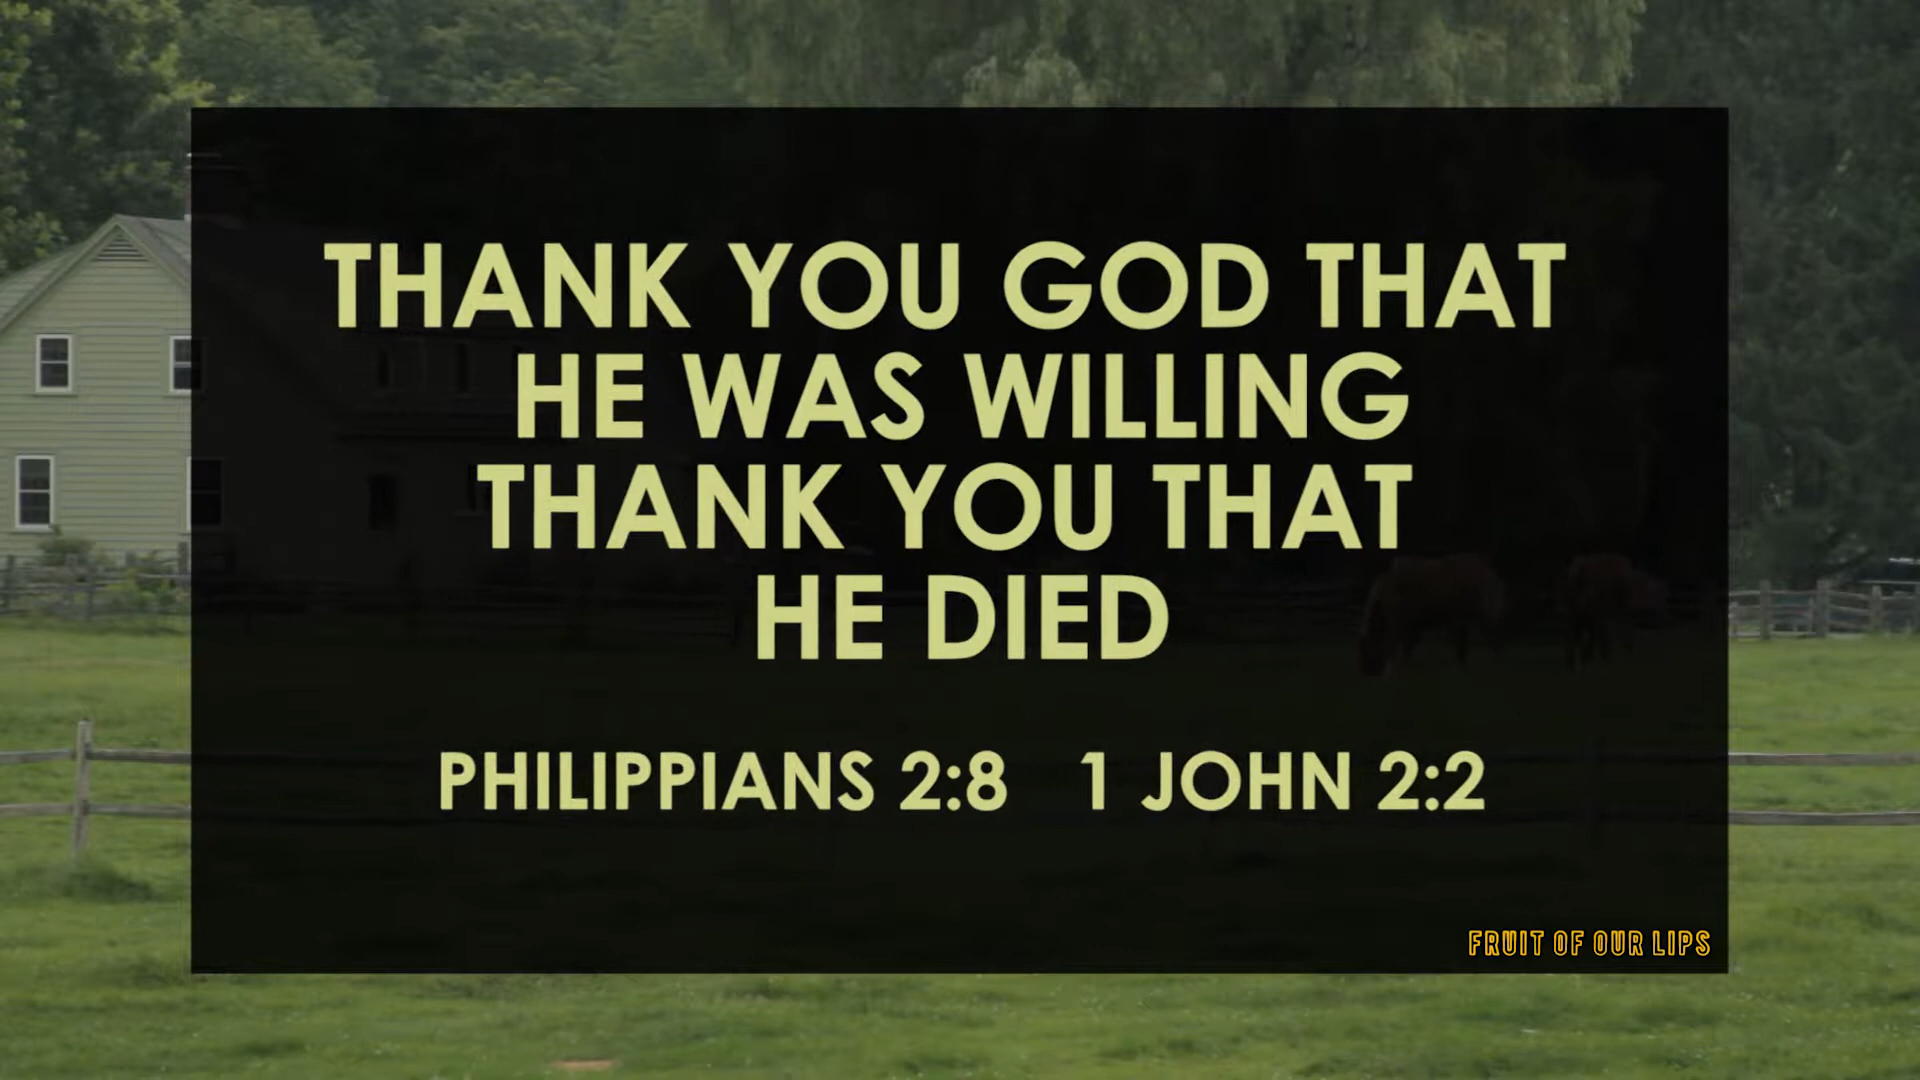 THANK YOU GOD THAT
HE WAS WILLING
THANK YOU THAT
HE DIED
PHILIPPIANS 2:8 1 JOHN 2:2
FRUIT OF OUR LIPS